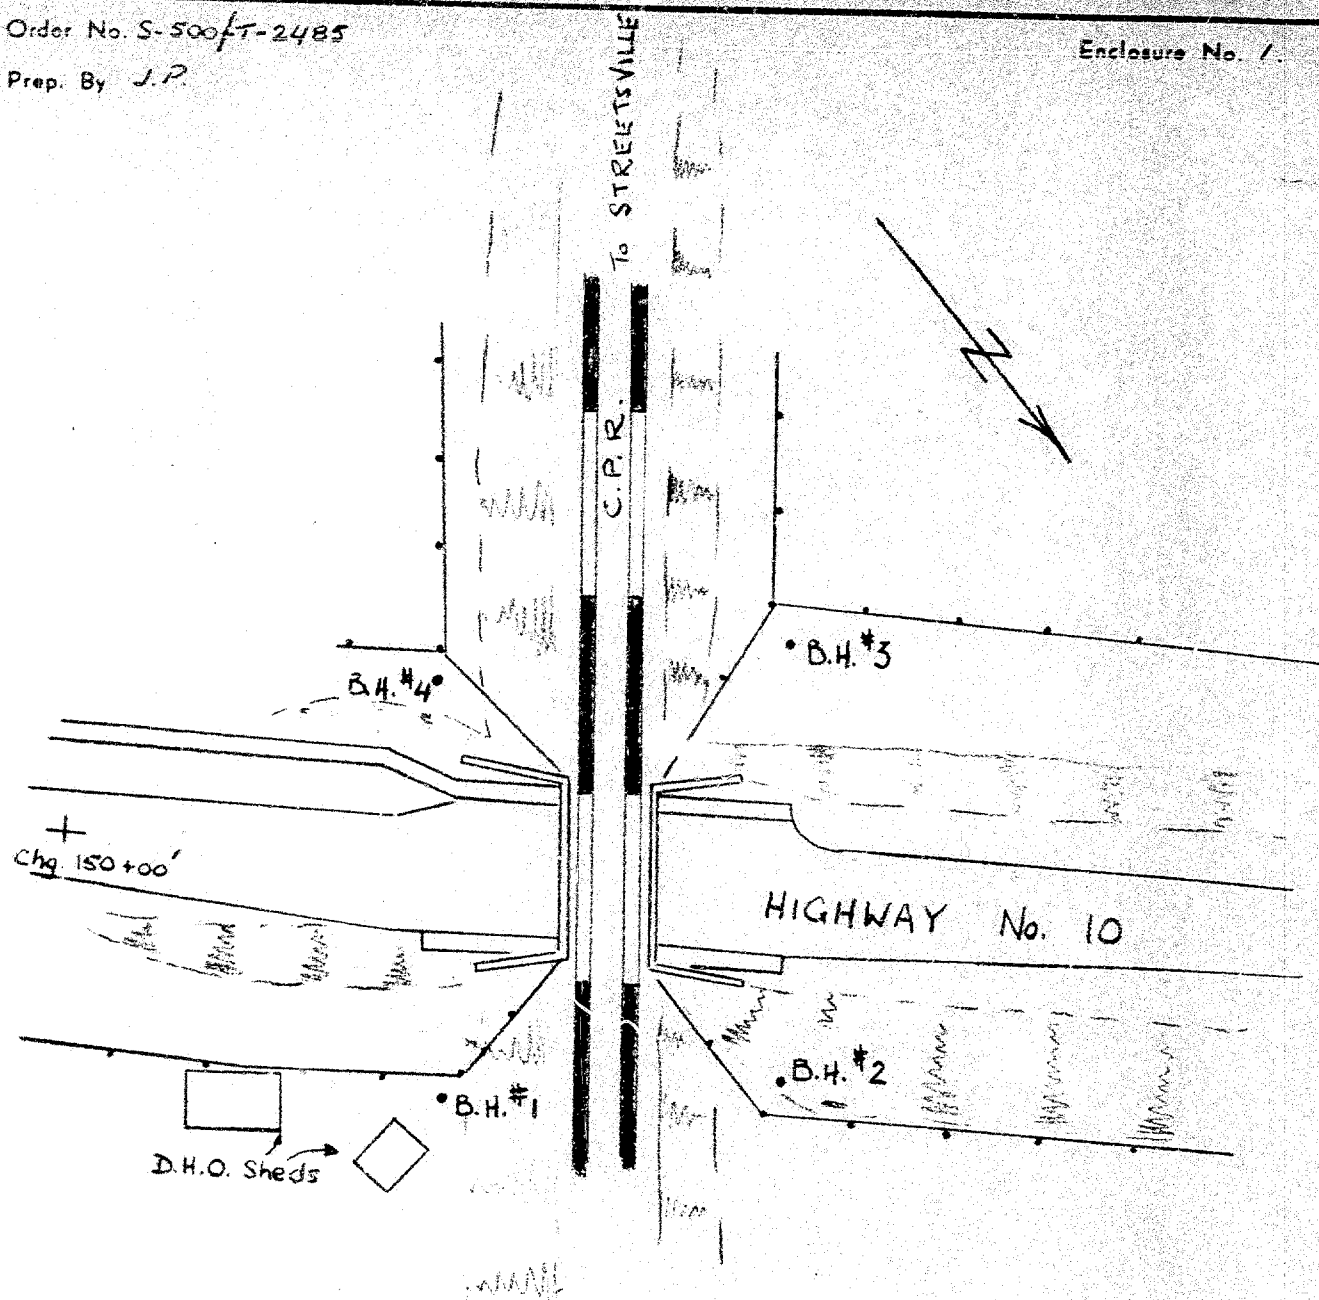 Order No. S-500/T-2485
Enclosure No. 1.
Prep. By J.P.
To STREETSVILLE
C.P.R.
N
B.H. #3
B.H. #4
Chg. 150+00'
HIGHWAY No. 10
B.H. #2
B.H. #1
D.H.O. Sheds